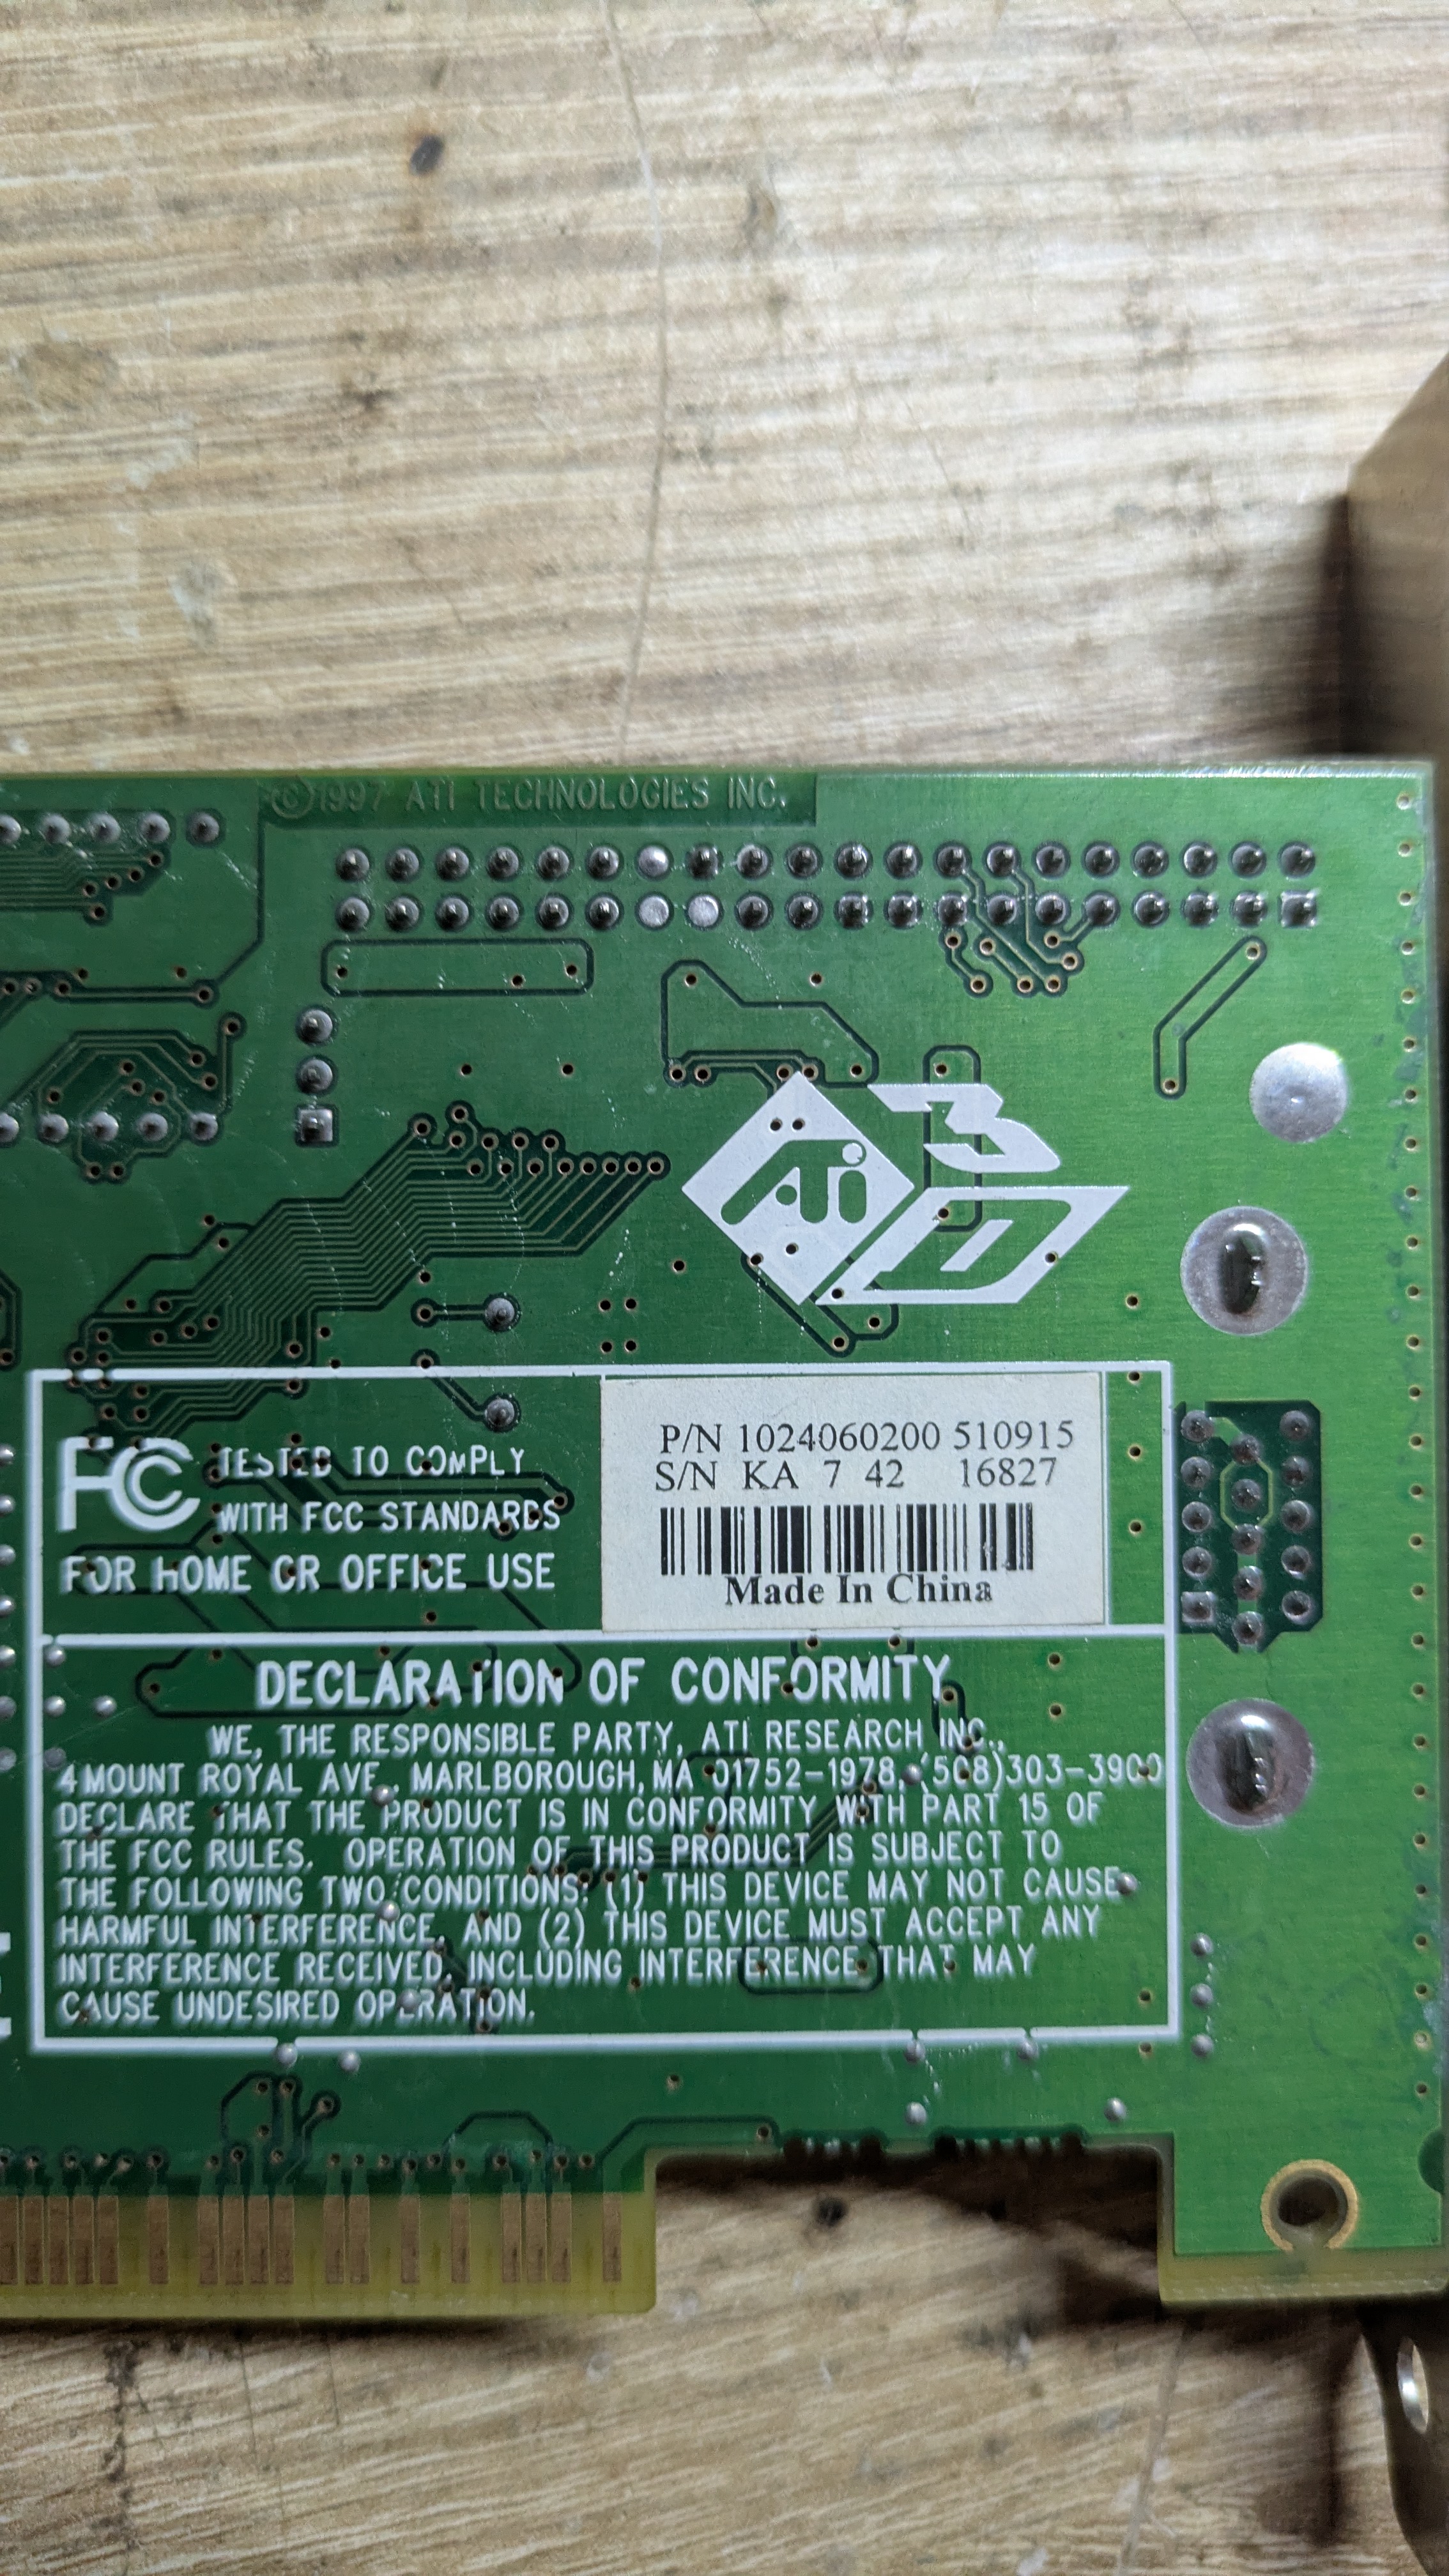 ©1997 ATI TECHNOLOGIES INC.
ATi 3D
FC TESTED TO COMPLY
WITH FCC STANDARDS
FOR HOME OR OFFICE USE
P/N 1024060200 510915
S/N KA 7 42 16827
Made In China
DECLARATION OF CONFORMITY
WE, THE RESPONSIBLE PARTY, ATI RESEARCH INC.,
4 MOUNT ROYAL AVE., MARLBOROUGH, MA 01752-1978, (508)303-3900
DECLARE THAT THE PRODUCT IS IN CONFORMITY WITH PART 15 OF
THE FCC RULES. OPERATION OF THIS PRODUCT IS SUBJECT TO
THE FOLLOWING TWO CONDITIONS: (1) THIS DEVICE MAY NOT CAUSE
HARMFUL INTERFERENCE, AND (2) THIS DEVICE MUST ACCEPT ANY
INTERFERENCE RECEIVED, INCLUDING INTERFERENCE THAT MAY
CAUSE UNDESIRED OPERATION.